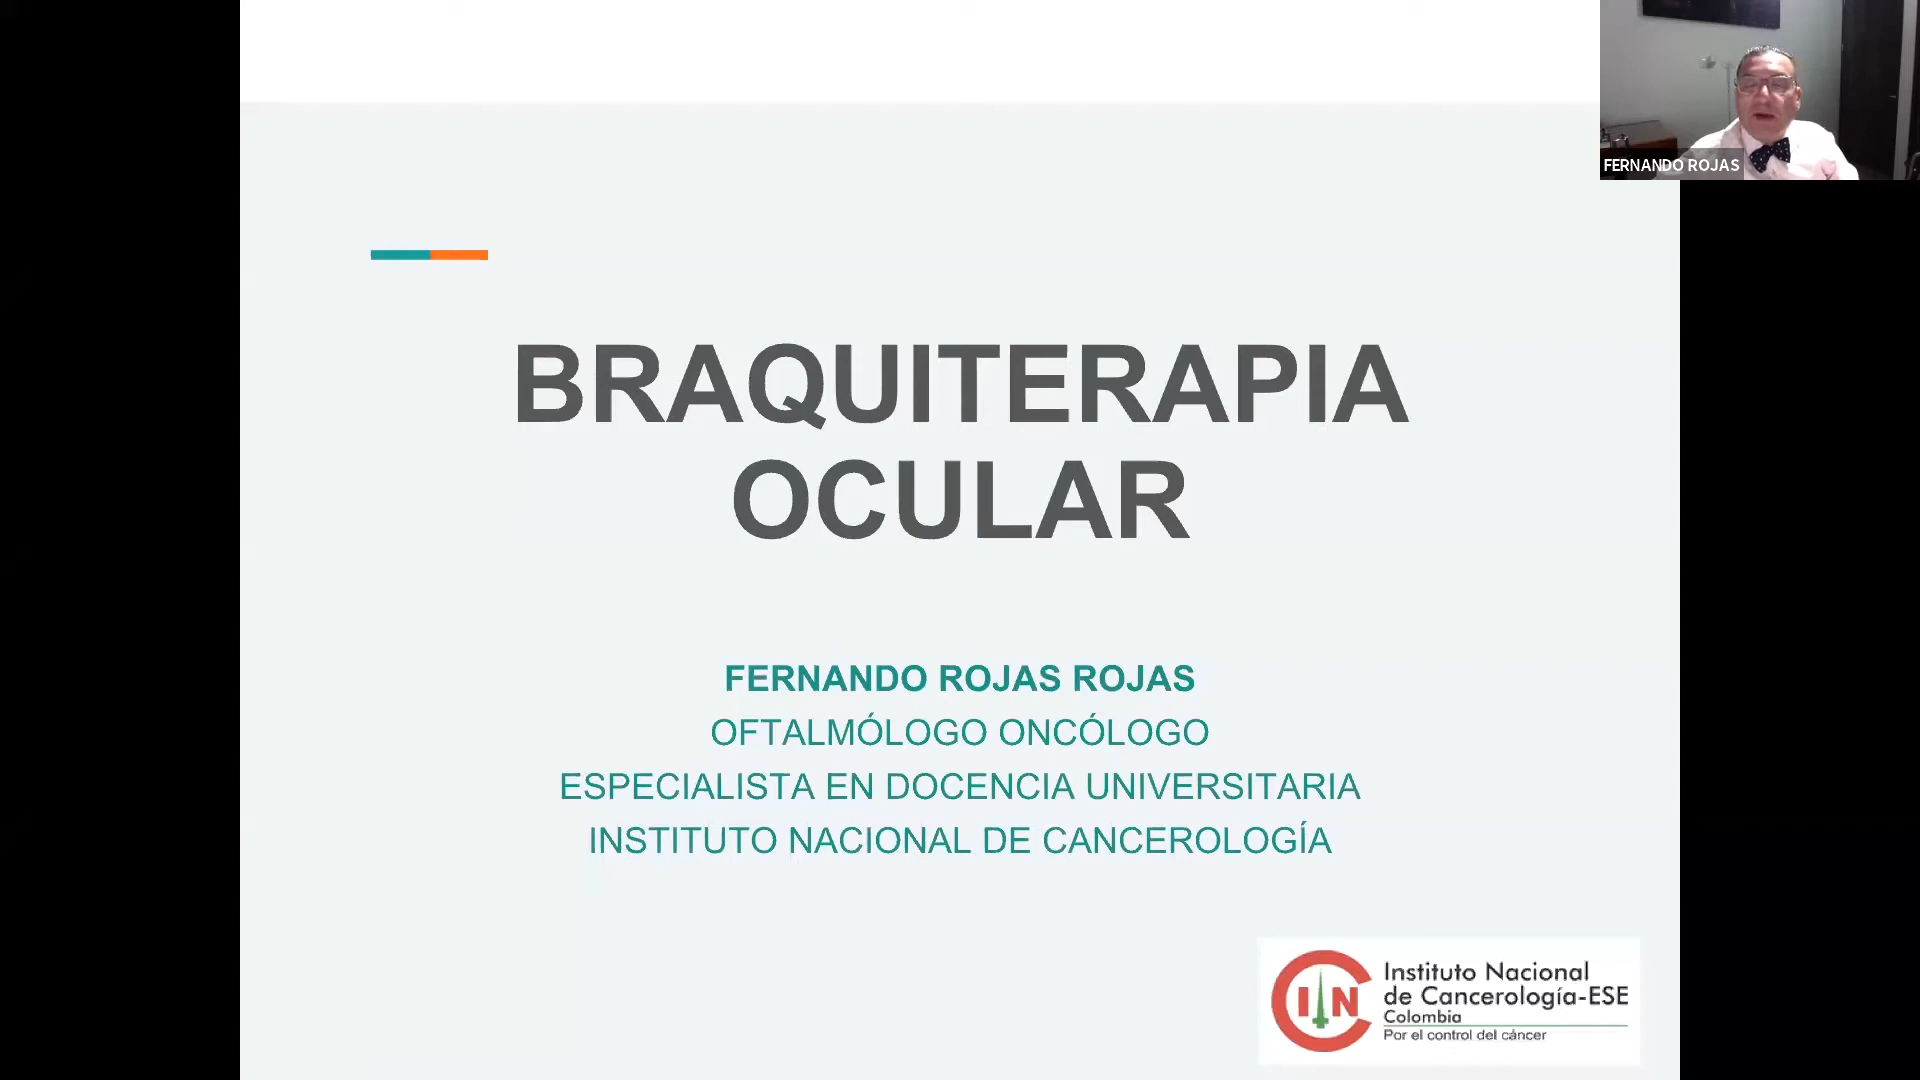 FERNANDO ROJAS
BRAQUITERAPIA
OCULAR
FERNANDO ROJAS ROJAS
OFTALMÓLOGO ONCÓLOGO
ESPECIALISTA EN DOCENCIA UNIVERSITARIA
INSTITUTO NACIONAL DE CANCEROLOGÍA
INC
Instituto Nacional
de Cancerología-ESE
Colombia
Por el control del cáncer